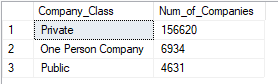 Company_Class Num_of_Companies
1 Private 156620
2 One Person Company 6934
3 Public 4631